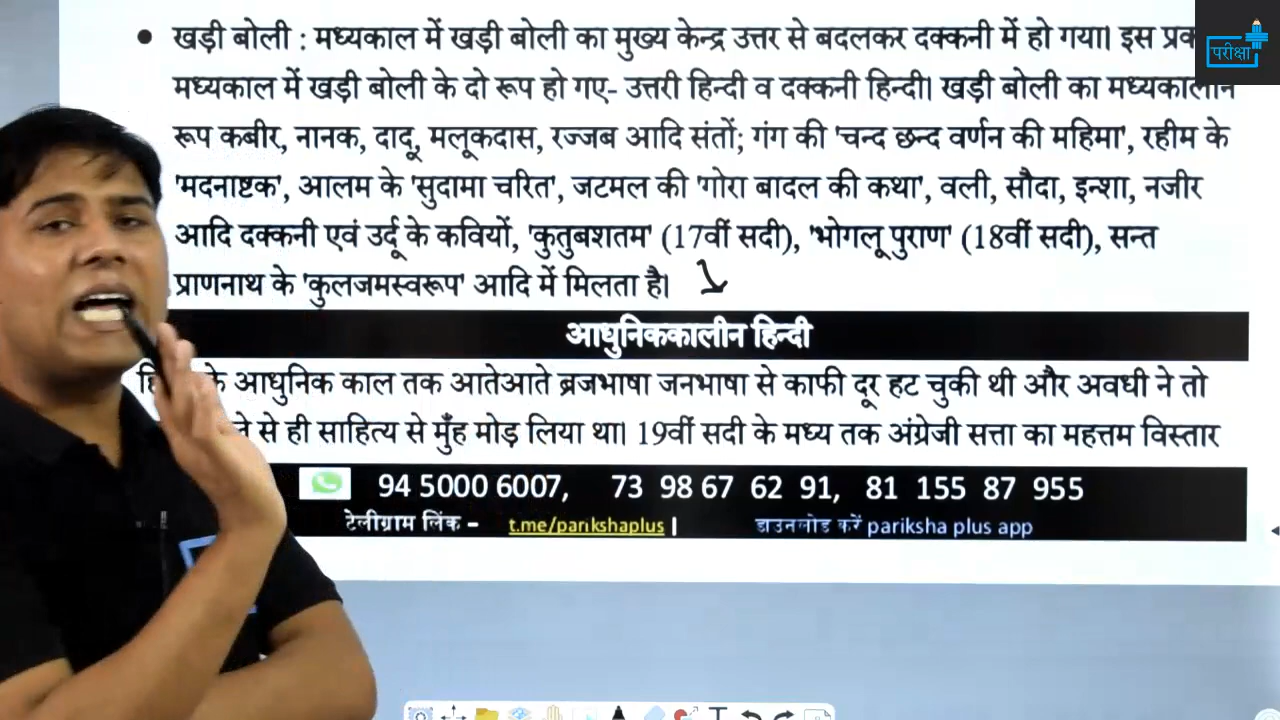 परीक्षा
• खड़ी बोली : मध्यकाल में खड़ी बोली का मुख्य केन्द्र उत्तर से बदलकर दक्कनी में हो गया। इस
मध्यकाल में खड़ी बोली के दो रूप हो गए- उत्तरी हिन्दी व दक्कनी हिन्दी। खड़ी बोली का मध्यकालीन
रूप कबीर, नानक, दादू, मलूकदास, रज्जब आदि संतों; गंग की 'चन्द छन्द वर्णन की महिमा', रहीम के
'मदनाष्टक', आलम के 'सुदामा चरित', जटमल की 'गोरा बादल की कथा', वली, सौदा, इन्शा, नजीर
आदि दक्कनी एवं उर्दू के कवियों, 'कुतुबशतम' (17वीं सदी), 'भोगलू पुराण' (18वीं सदी), सन्त
प्राणनाथ के 'कुलजमस्वरूप' आदि में मिलता है।
आधुनिककालीन हिन्दी
के आधुनिक काल तक आतेआते ब्रजभाषा जनभाषा से काफी दूर हट चुकी थी और अवधी ने तो
से ही साहित्य से मुँह मोड़ लिया था। 19वीं सदी के मध्य तक अंग्रेजी सत्ता का महत्तम विस्तार
94 5000 6007, 73 98 67 62 91, 81 155 87 955
टेलीग्राम लिंक – t.me/parikshaplus | डाउनलोड करें pariksha plus app